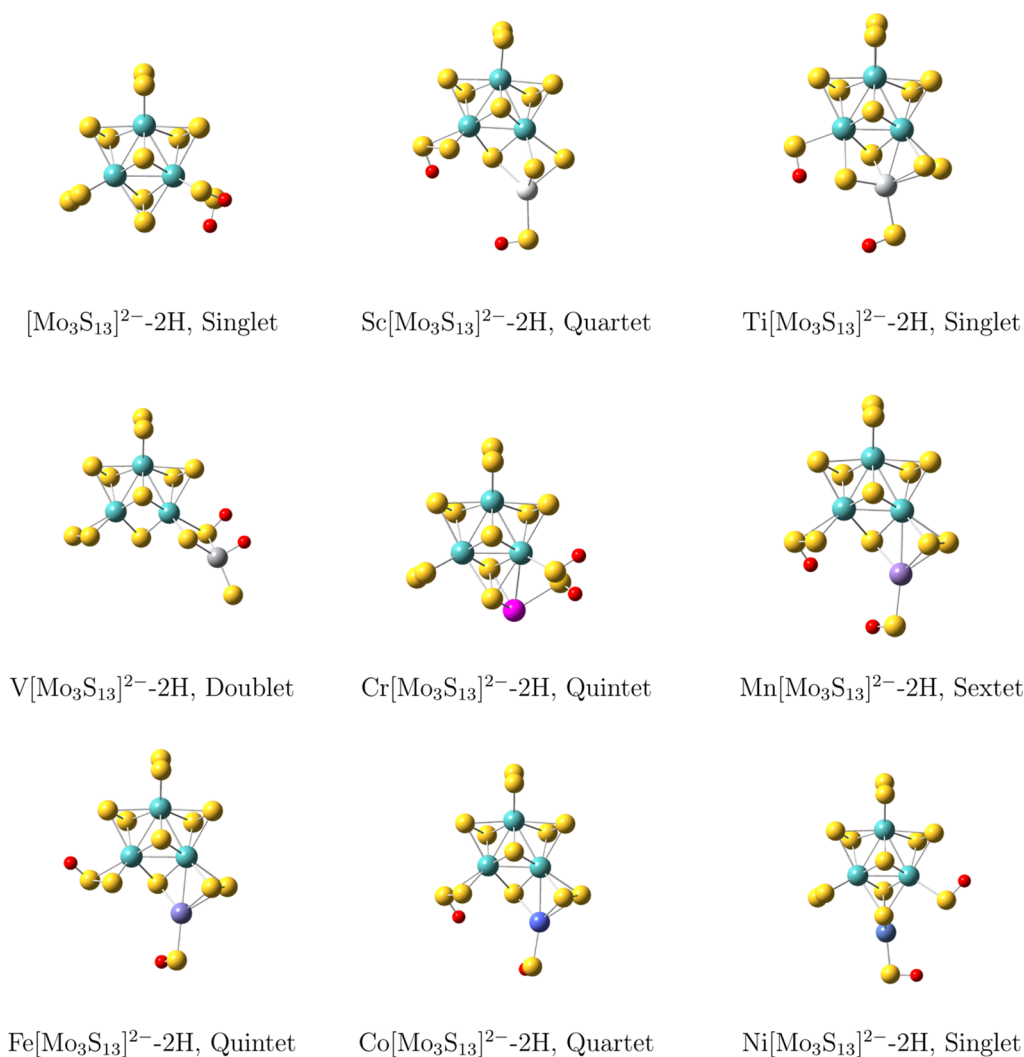 [Mo₃S₁₃]²⁻-2H, Singlet
Sc[Mo₃S₁₃]²⁻-2H, Quartet
Ti[Mo₃S₁₃]²⁻-2H, Singlet
V[Mo₃S₁₃]²⁻-2H, Doublet
Cr[Mo₃S₁₃]²⁻-2H, Quintet
Mn[Mo₃S₁₃]²⁻-2H, Sextet
Fe[Mo₃S₁₃]²⁻-2H, Quintet
Co[Mo₃S₁₃]²⁻-2H, Quartet
Ni[Mo₃S₁₃]²⁻-2H, Singlet